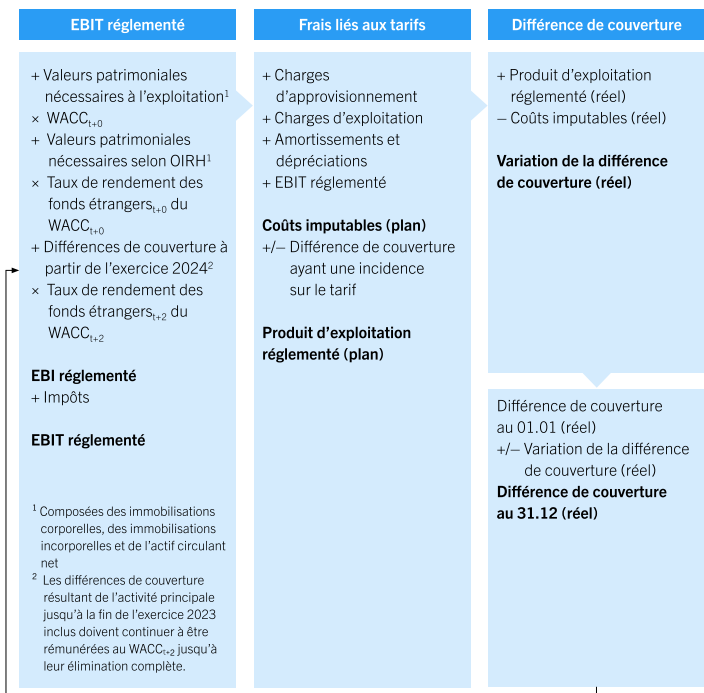 EBIT réglementé
+ Valeurs patrimoniales
nécessaires à l'exploitation¹
× WACCt+0
+ Valeurs patrimoniales
nécessaires selon OIRH¹
× Taux de rendement des
fonds étrangerst+0 du
WACCt+0
+ Différences de couverture à
partir de l'exercice 2024²
× Taux de rendement des
fonds étrangerst+2 du
WACCt+2
EBI réglementé
+ Impôts
EBIT réglementé
¹ Composées des immobilisations
corporelles, des immobilisations
incorporelles et de l'actif circulant
net
² Les différences de couverture
résultant de l'activité principale
jusqu'à la fin de l'exercice 2023
inclus doivent continuer à être
rémunérées au WACCt+2 jusqu'à
leur élimination complète.
Frais liés aux tarifs
+ Charges
d'approvisionnement
+ Charges d'exploitation
+ Amortissements et
dépréciations
+ EBIT réglementé
Coûts imputables (plan)
+/– Différence de couverture
ayant une incidence
sur le tarif
Produit d'exploitation
réglementé (plan)
Différence de couverture
+ Produit d'exploitation
réglementé (réel)
– Coûts imputables (réel)
Variation de la différence
de couverture (réel)
Différence de couverture
au 01.01 (réel)
+/– Variation de la différence
de couverture (réel)
Différence de couverture
au 31.12 (réel)